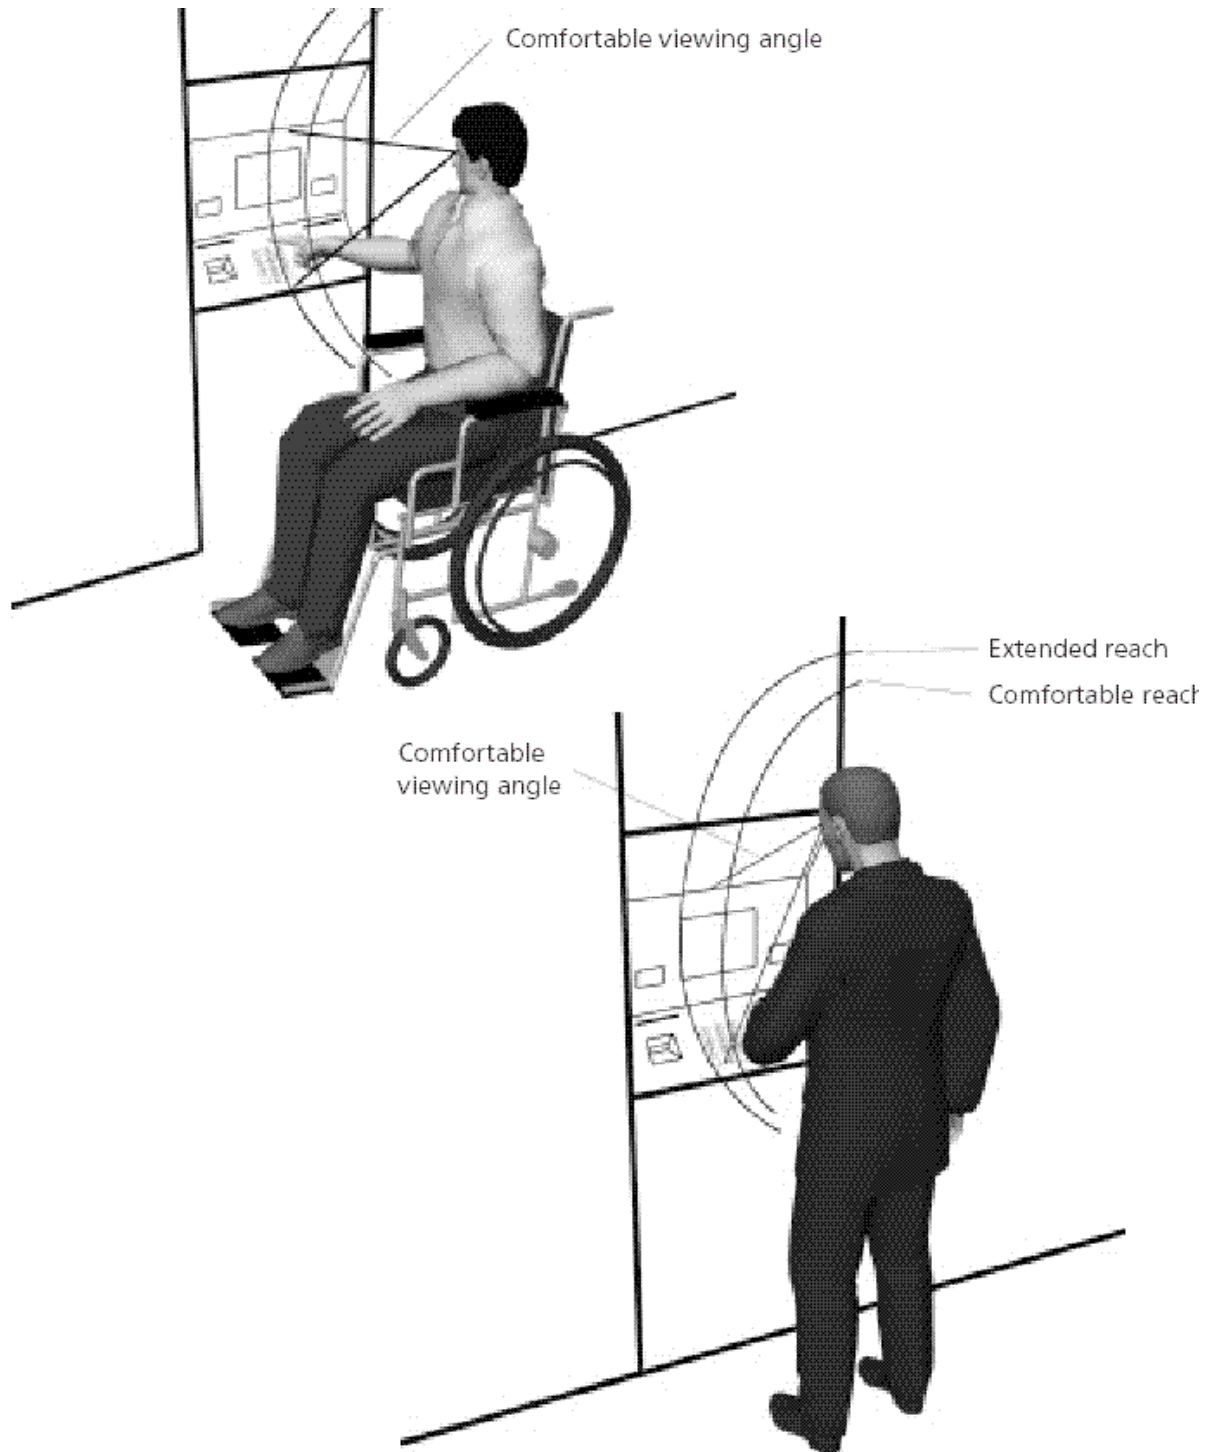 Comfortable viewing angle
Extended reach
Comfortable reach
Comfortable
viewing angle